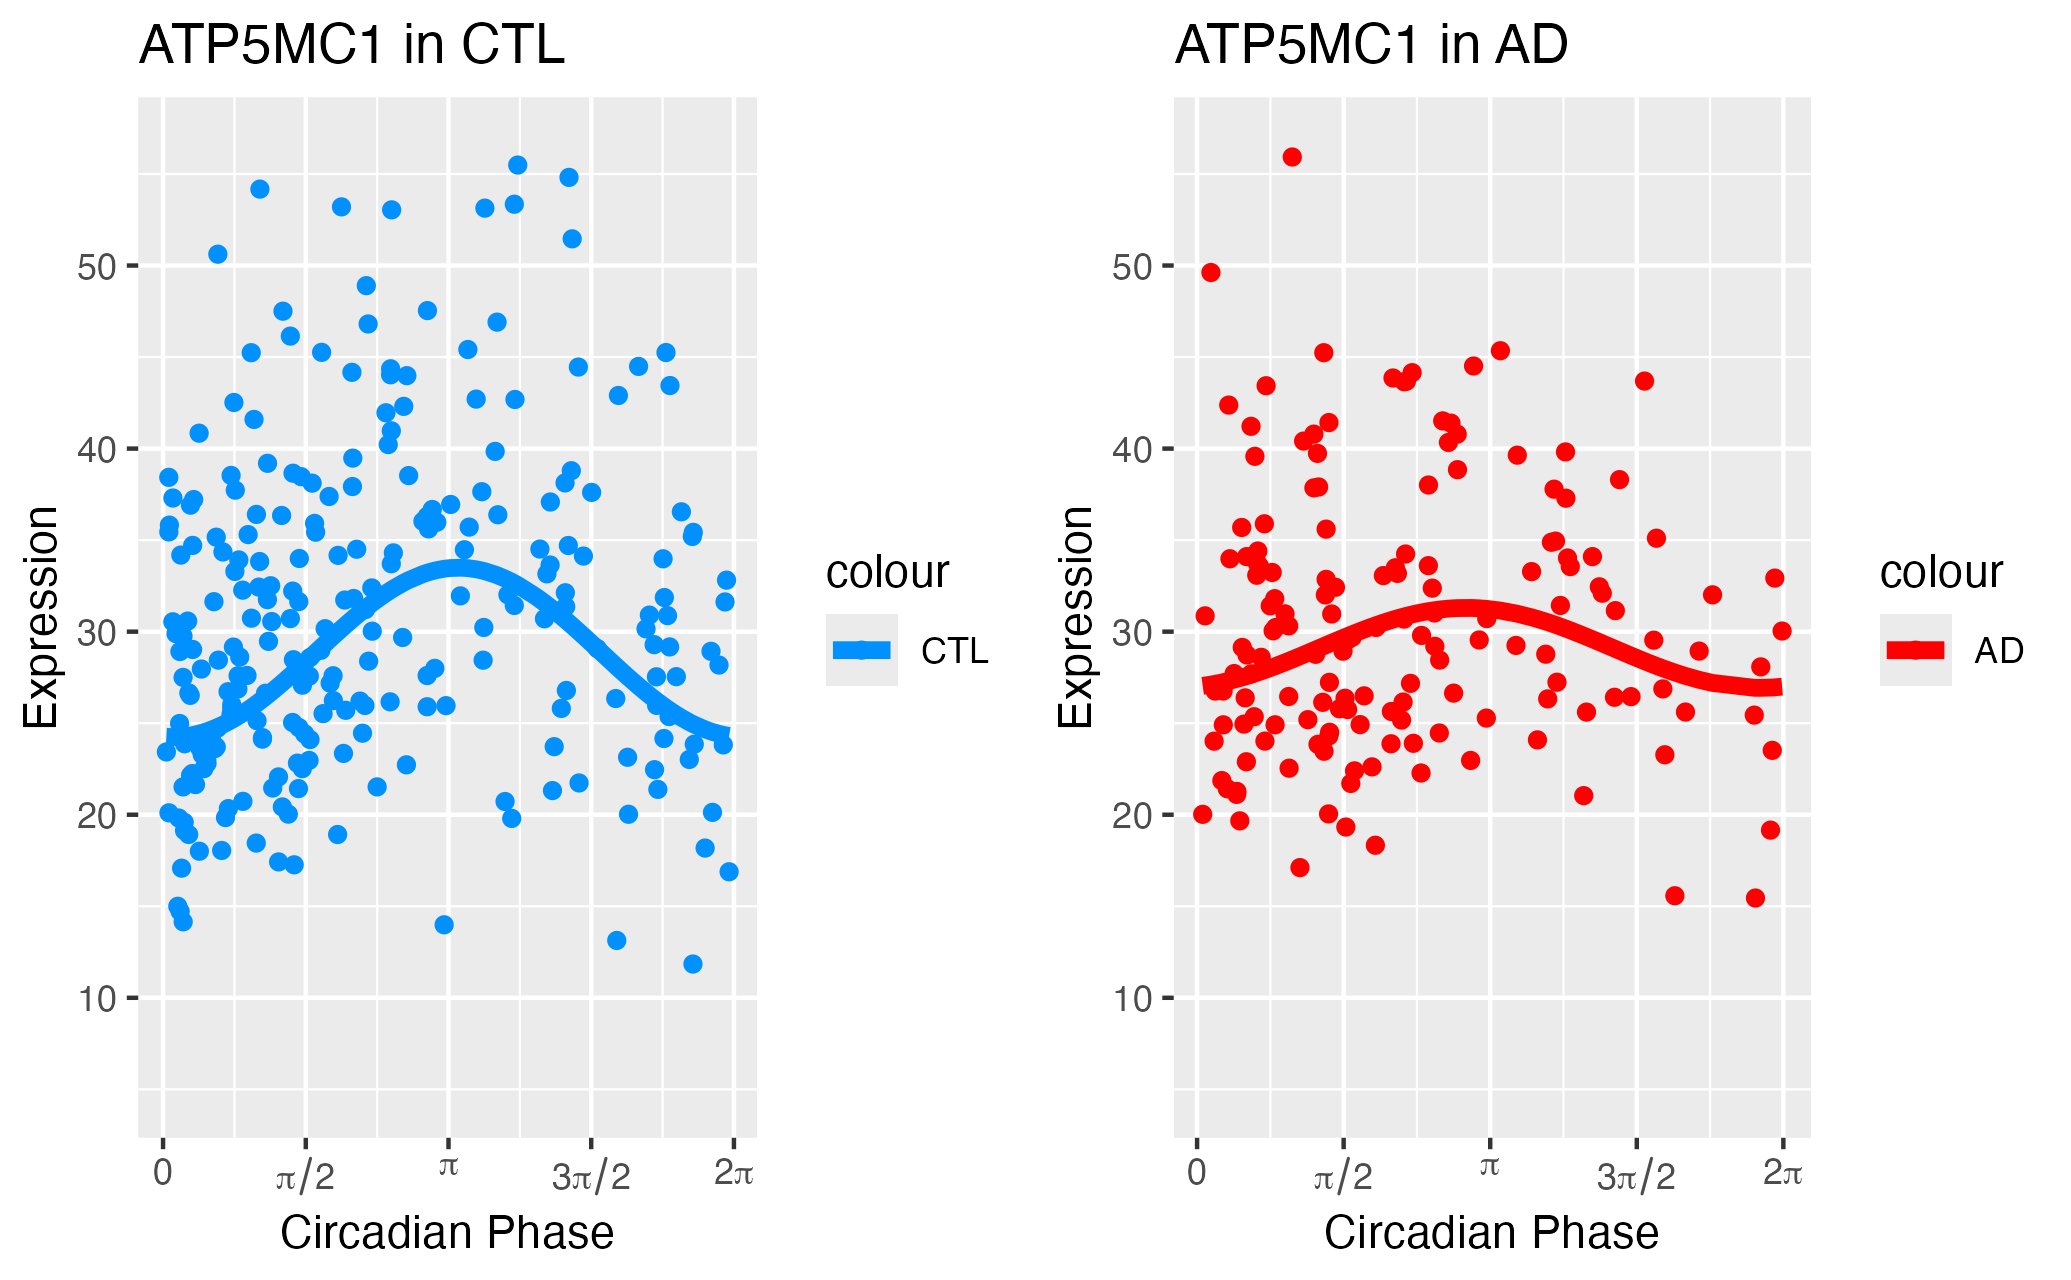 ATP5MC1 in CTL
Expression
50
40
30
20
10
0
π/2
π
3π/2
2π
Circadian Phase
colour
CTL
ATP5MC1 in AD
Expression
50
40
30
20
10
0
π/2
π
3π/2
2π
Circadian Phase
colour
AD